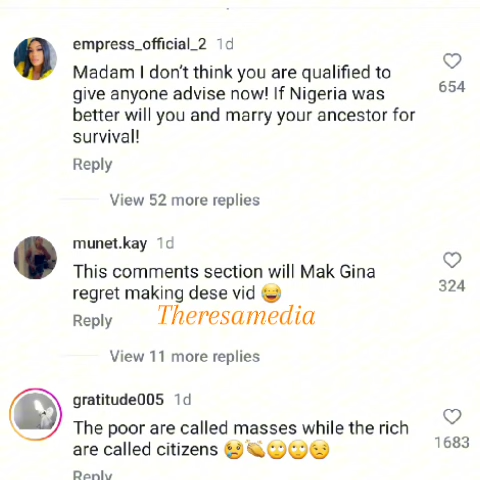 empress_official_2 1d
Madam I don't think you are qualified to
give anyone advise now! If Nigeria was
better will you and marry your ancestor for
survival!
654
Reply
View 52 more replies
munet.kay 1d
This comments section will Mak Gina
regret making dese vid 😂
324
Reply
Theresamedia
View 11 more replies
gratitude005 1d
The poor are called masses while the rich
are called citizens 😢👏🙄🙄😒
1683
Reply